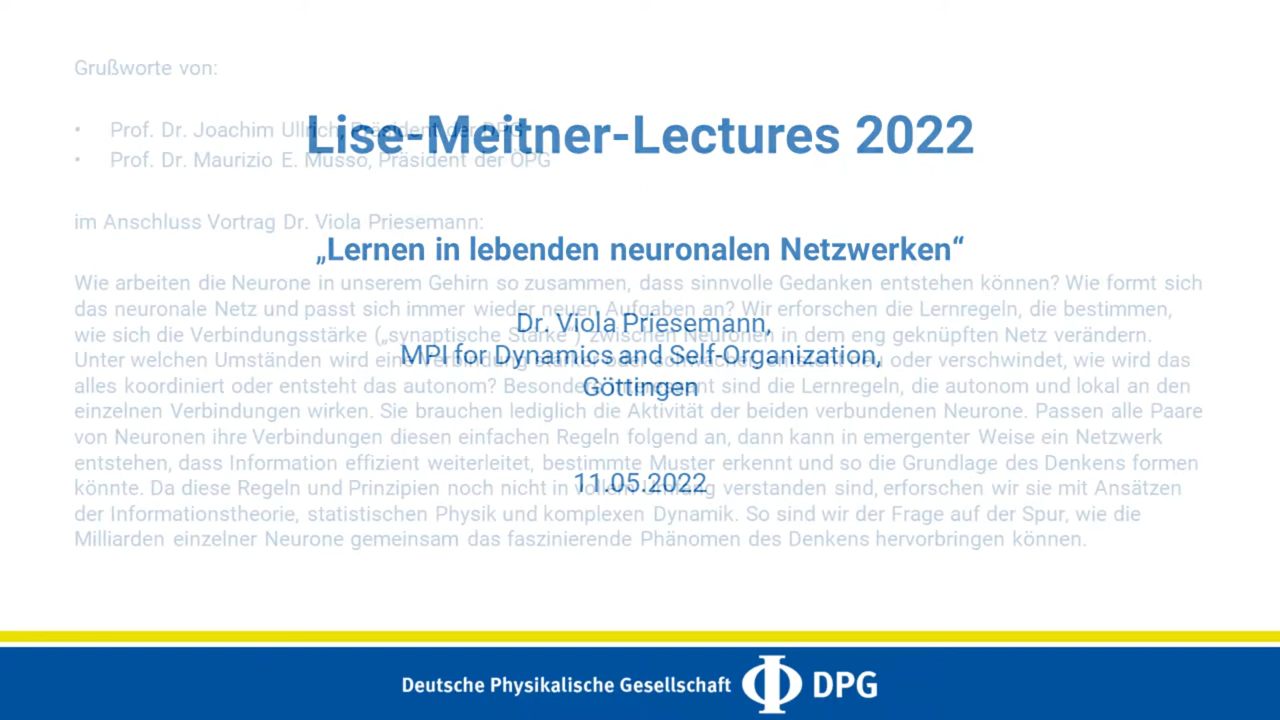 Grußworte von:
Lise-Meitner-Lectures 2022
• Prof. Dr. Joachim Ullrich, Präsident der DPG
• Prof. Dr. Maurizio E. Musso, Präsident der ÖPG
im Anschluss Vortrag Dr. Viola Priesemann:
„Lernen in lebenden neuronalen Netzwerken“
Wie arbeiten die Neurone in unserem Gehirn so zusammen, dass sinnvolle Gedanken entstehen können? Wie formt sich
das neuronale Netz und passt sich immer wieder neuen Aufgaben an? Wir erforschen die Lernregeln, die bestimmen,
Dr. Viola Priesemann,
wie sich die Verbindungsstärke („synaptische Stärke“) zwischen Neuronen in dem eng geknüpften Netz verändern.
MPI for Dynamics and Self-Organization,
Unter welchen Umständen wird eine Verbindung stärker oder schwächer, entsteht neu oder verschwindet, wie wird das
Göttingen
alles koordiniert oder entsteht das autonom? Besonders sind die Lernregeln, die autonom und lokal an den
einzelnen Verbindungen wirken. Sie brauchen lediglich die Aktivität der beiden verbundenen Neurone. Passen alle Paare
von Neuronen ihre Verbindungen diesen einfachen Regeln folgend an, dann kann in emergenter Weise ein Netzwerk
entstehen, dass Information effizient weiterleitet, bestimmte Muster erkennt und so die Grundlage des Denkens formen
11.05.2022
könnte. Da diese Regeln und Prinzipien noch nicht in vollem Umfang verstanden sind, erforschen wir sie mit Ansätzen
der Informationstheorie, statistischen Physik und komplexen Dynamik. So sind wir der Frage auf der Spur, wie die
Milliarden einzelner Neurone gemeinsam das faszinierende Phänomen des Denkens hervorbringen können.
Deutsche Physikalische Gesellschaft DPG